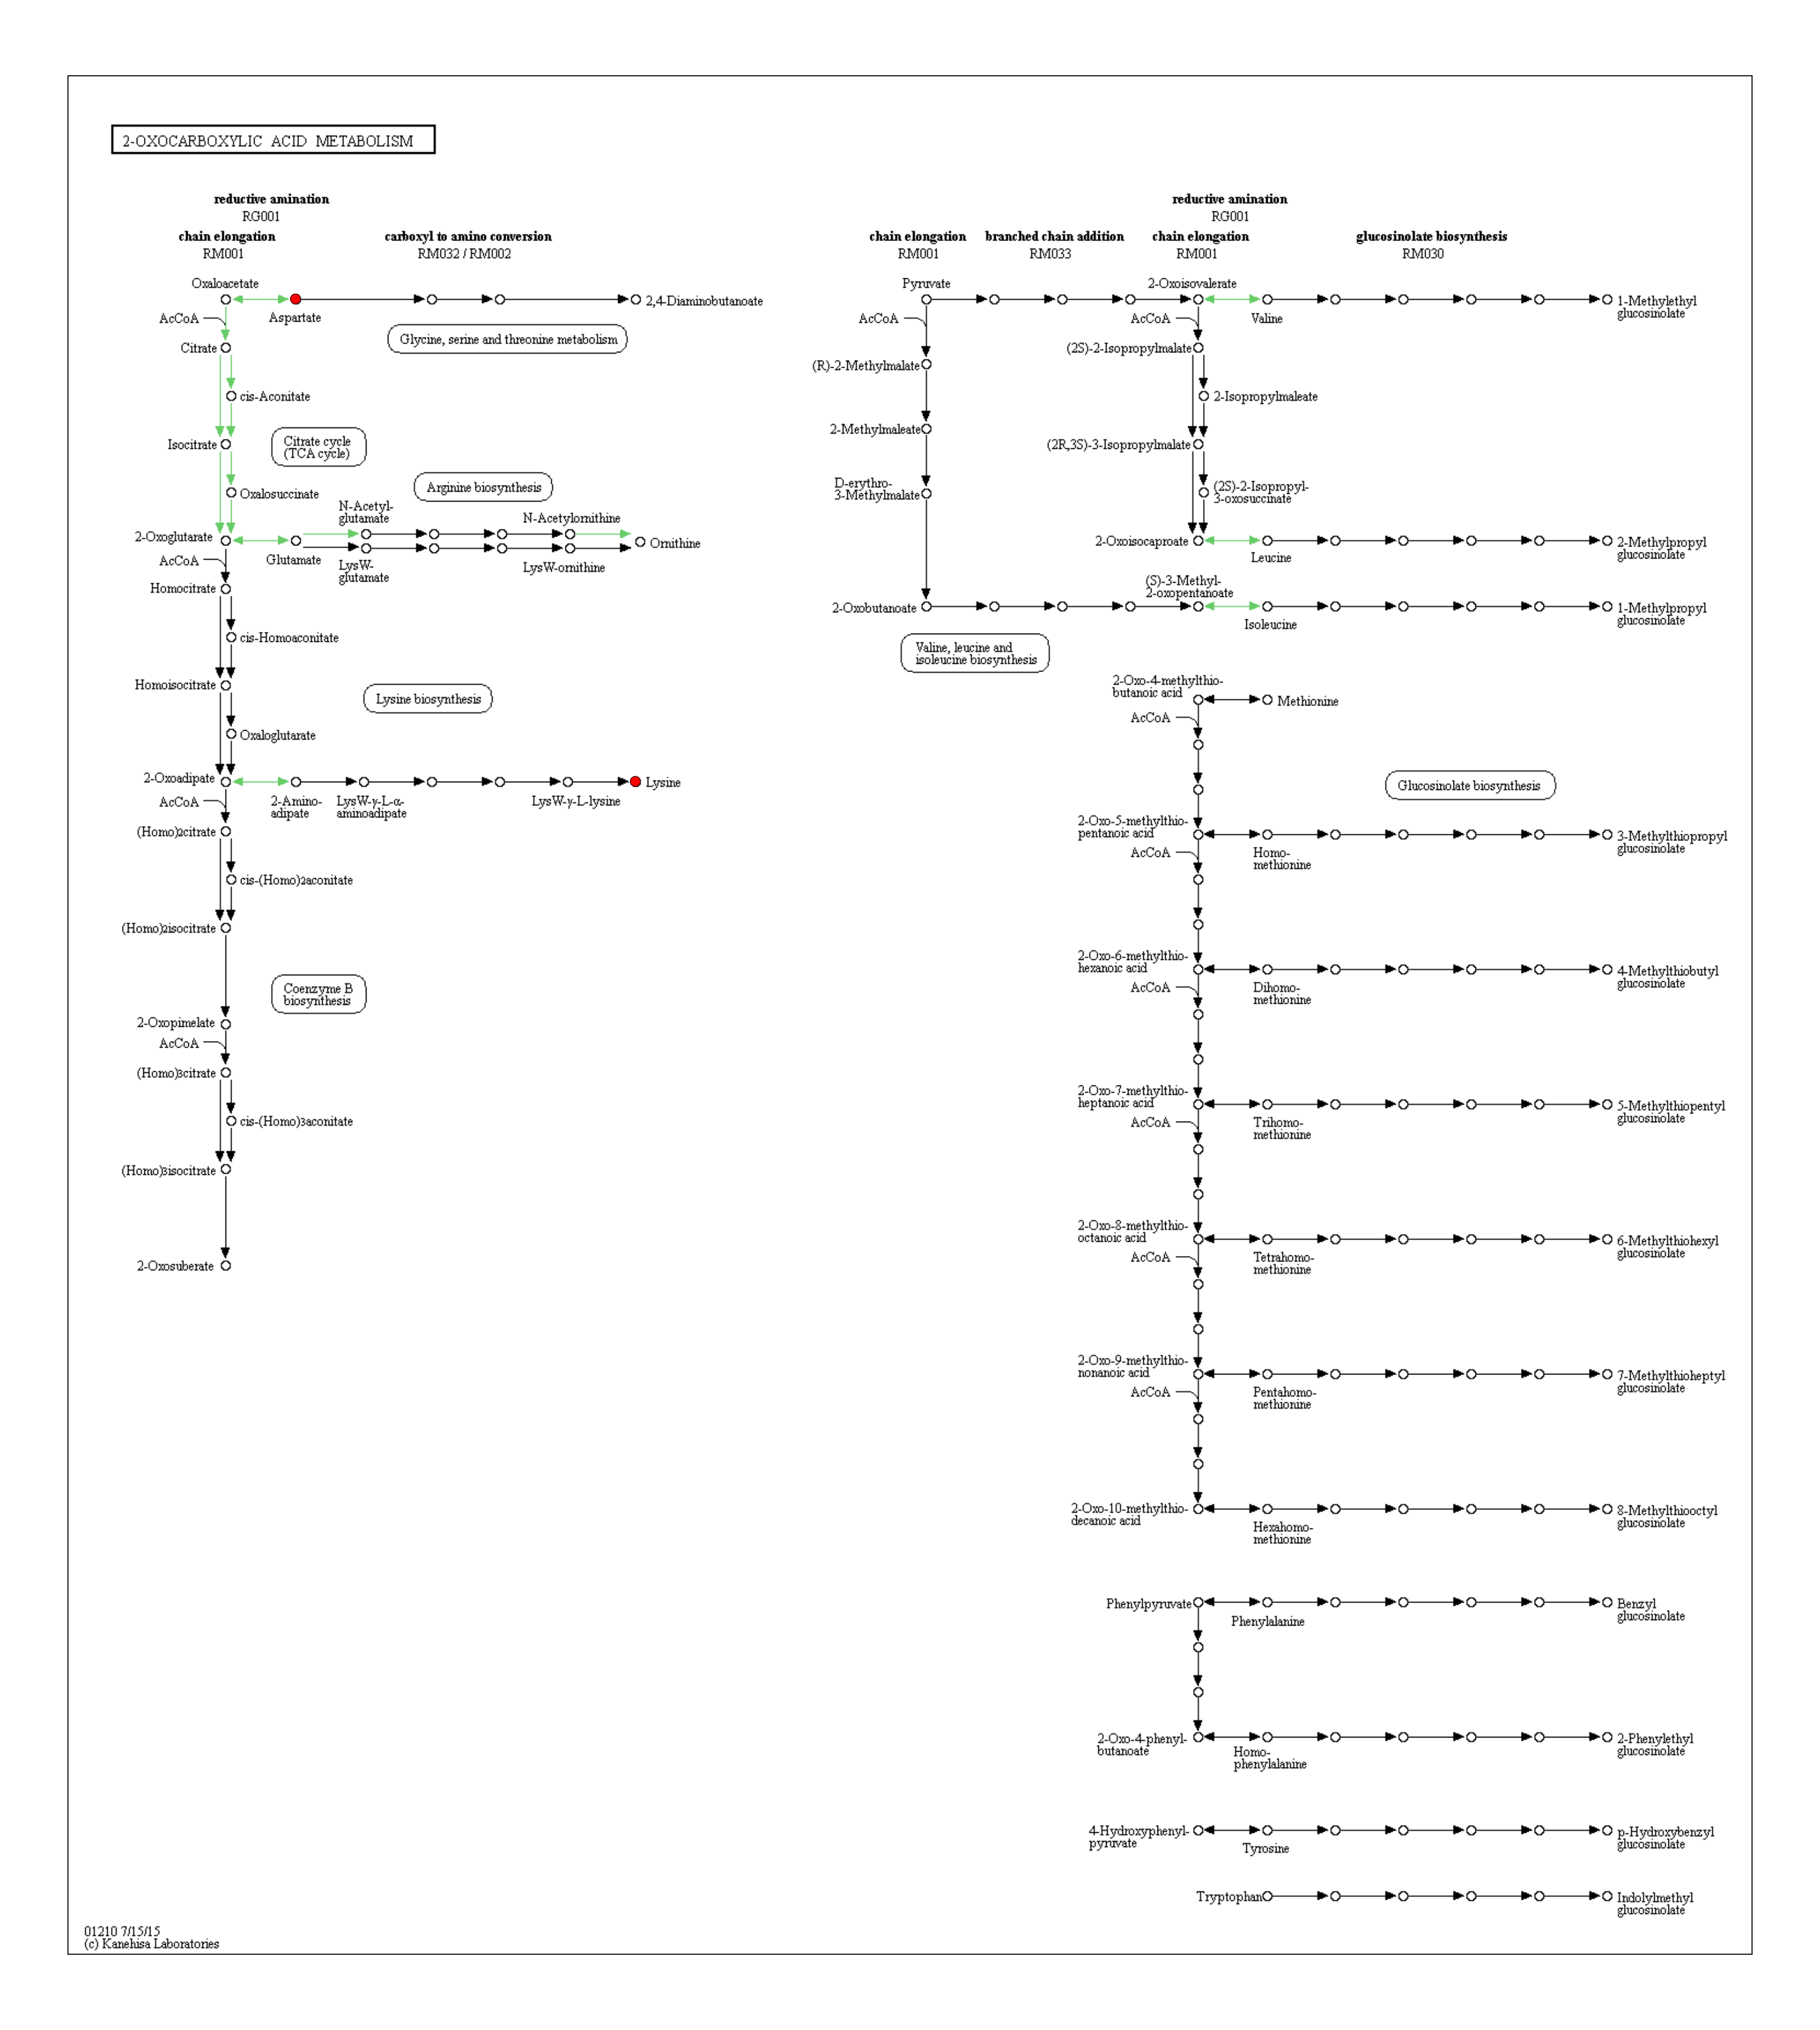 2-OXOCARBOXYLIC ACID METABOLISM
reductive amination
RG001
chain elongation
RM001
carboxyl to amino conversion
RM032 / RM002
Oxaloacetate
AcCoA
Aspartate
2,4-Diaminobutanoate
Glycine, serine and threonine metabolism
Citrate
cis-Aconitate
Isocitrate
Citrate cycle
(TCA cycle)
Oxalosuccinate
Arginine biosynthesis
N-Acetyl-
glutamate
N-Acetylornithine
2-Oxoglutarate
Glutamate
Ornithine
AcCoA
LysW-
glutamate
LysW-ornithine
Homocitrate
cis-Homoaconitate
Homoisocitrate
Lysine biosynthesis
Oxaloglutarate
2-Oxoadipate
Lysine
AcCoA
2-Amino-
adipate
LysW-γ-L-α-
aminoadipate
LysW-γ-L-lysine
(Homo)2citrate
cis-(Homo)2aconitate
(Homo)2isocitrate
Coenzyme B
biosynthesis
2-Oxopimelate
AcCoA
(Homo)3citrate
cis-(Homo)3aconitate
(Homo)3isocitrate
2-Oxosuberate
reductive amination
RG001
chain elongation
RM001
branched chain addition
RM033
chain elongation
RM001
glucosinolate biosynthesis
RM030
Pyruvate
2-Oxoisovalerate
1-Methylethyl
glucosinolate
AcCoA
AcCoA
Valine
(R)-2-Methylmalate
(2S)-2-Isopropylmalate
2-Isopropylmaleate
2-Methylmaleate
(2R,3S)-3-Isopropylmalate
D-erythro-
3-Methylmalate
(2S)-2-Isopropyl-
3-oxosuccinate
2-Oxoisocaproate
Leucine
2-Methylpropyl
glucosinolate
(S)-3-Methyl-
2-oxopentanoate
2-Oxobutanoate
Isoleucine
1-Methylpropyl
glucosinolate
Valine, leucine and
isoleucine biosynthesis
2-Oxo-4-methylthio-
butanoic acid
Methionine
AcCoA
Glucosinolate biosynthesis
2-Oxo-5-methylthio-
pentanoic acid
AcCoA
Homo-
methionine
3-Methylthiopropyl
glucosinolate
2-Oxo-6-methylthio-
hexanoic acid
AcCoA
Dihomo-
methionine
4-Methylthiobutyl
glucosinolate
2-Oxo-7-methylthio-
heptanoic acid
AcCoA
Trihomo-
methionine
5-Methylthiopentyl
glucosinolate
2-Oxo-8-methylthio-
octanoic acid
AcCoA
Tetrahomo-
methionine
6-Methylthiohexyl
glucosinolate
2-Oxo-9-methylthio-
nonanoic acid
AcCoA
Pentahomo-
methionine
7-Methylthioheptyl
glucosinolate
2-Oxo-10-methylthio-
decanoic acid
Hexahomo-
methionine
8-Methylthiooctyl
glucosinolate
Phenylpyruvate
Phenylalanine
Benzyl
glucosinolate
2-Oxo-4-phenyl-
butanoate
Homo-
phenylalanine
2-Phenylethyl
glucosinolate
4-Hydroxyphenyl-
pyruvate
Tyrosine
p-Hydroxybenzyl
glucosinolate
Tryptophan
Indolylmethyl
glucosinolate
01210 7/15/15
(c) Kanehisa Laboratories